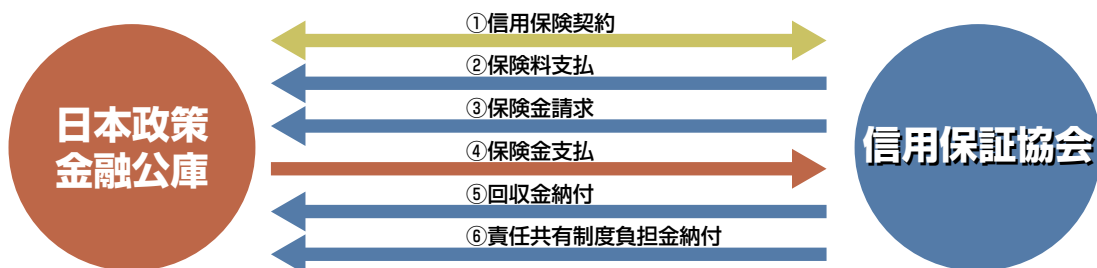 ①信用保険契約
②保険料支払
③保険金請求
④保険金支払
⑤回収金納付
⑥責任共有制度負担金納付
日本政策
金融公庫
信用保証協会